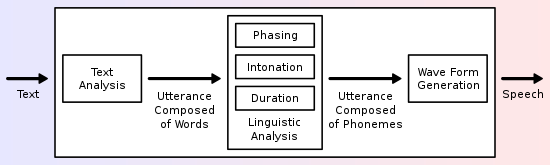 Text
Text
Analysis
Utterance
Composed
of Words
Phasing
Intonation
Duration
Linguistic
Analysis
Utterance
Composed
of Phonemes
Wave Form
Generation
Speech